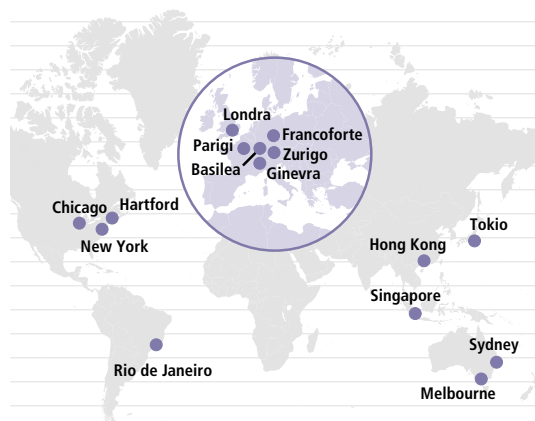 Londra
Francoforte
Parigi
Zurigo
Basilea
Ginevra
Chicago
Hartford
New York
Tokio
Hong Kong
Singapore
Rio de Janeiro
Sydney
Melbourne